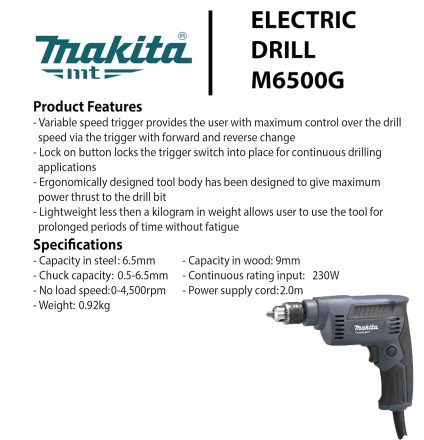 makita®
mt
ELECTRIC
DRILL
M6500G
Product Features
- Variable speed trigger provides the user with maximum control over the drill
speed via the trigger with forward and reverse change
- Lock on button locks the trigger switch into place for continuous drilling
applications
- Ergonomically designed tool body has been designed to give maximum
power thrust to the drill bit
- Lightweight less then a kilogram in weight allows user to use the tool for
prolonged periods of time without fatigue
Specifications
- Capacity in steel: 6.5mm - Capacity in wood: 9mm
- Chuck capacity: 0.5-6.5mm - Continuous rating input: 230W
- No load speed:0-4,500rpm - Power supply cord:2.0m
- Weight: 0.92kg
makita